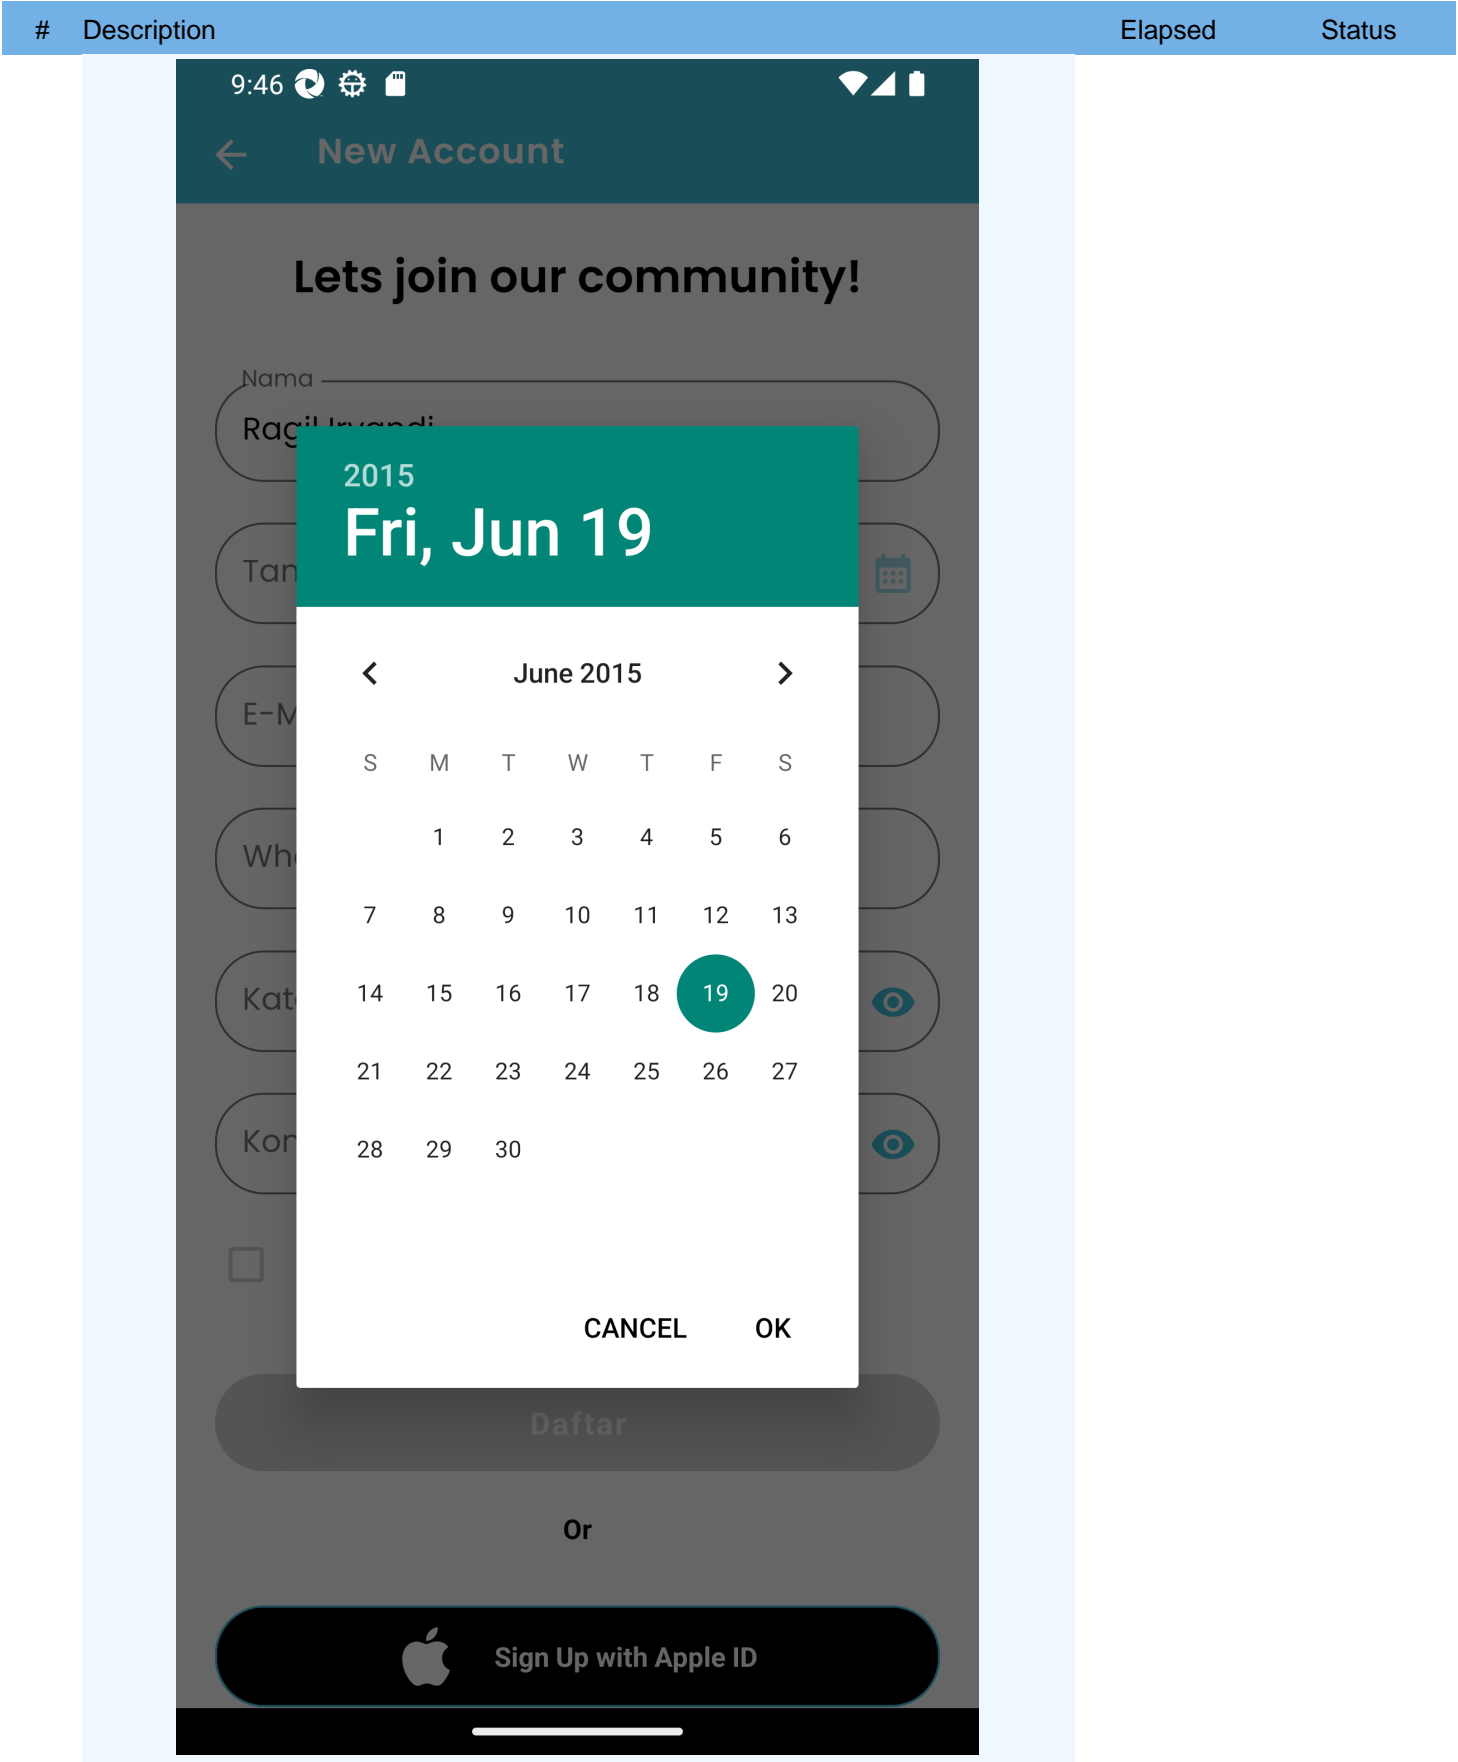 # Description Elapsed Status
9:46
New Account
Lets join our community!
Nama
2015
Fri, Jun 19
June 2015
S M T W T F S
1 2 3 4 5 6
7 8 9 10 11 12 13
14 15 16 17 18 19 20
21 22 23 24 25 26 27
28 29 30
CANCEL OK
Daftar
Or
Sign Up with Apple ID